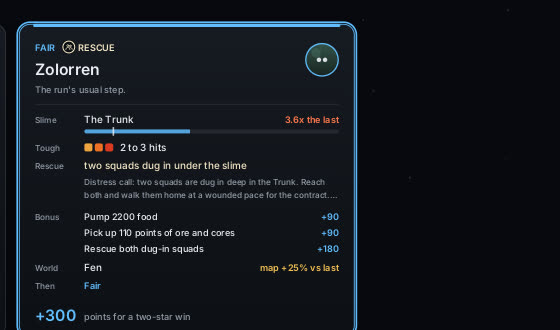 FAIR RESCUE
Zolorren
The run's usual step.
Slime The Trunk 3.6x the last
Tough 2 to 3 hits
Rescue two squads dug in under the slime
Distress call: two squads are dug in deep in the Trunk. Reach
both and walk them home at a wounded pace for the contract....
Bonus Pump 2200 food +90
Pick up 110 points of ore and cores +90
Rescue both dug-in squads +180
World Fen map +25% vs last
Then Fair
+300 points for a two-star win